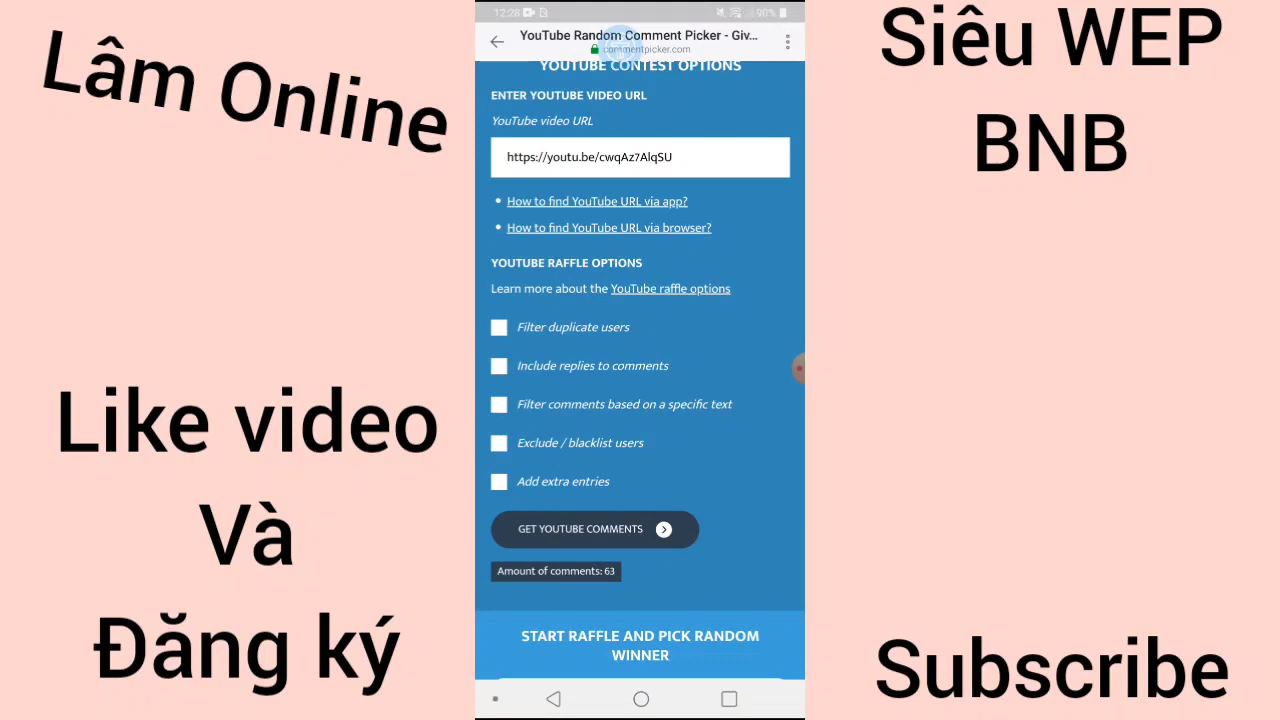 Lâm Online
Like video
Và
Đăng ký
12:28
90%
YouTube Random Comment Picker - Giv...
commentpicker.com
YOUTUBE CONTEST OPTIONS
ENTER YOUTUBE VIDEO URL
YouTube video URL
https://youtu.be/cwqAz7AlqSU
How to find YouTube URL via app?
How to find YouTube URL via browser?
YOUTUBE RAFFLE OPTIONS
Learn more about the YouTube raffle options
Filter duplicate users
Include replies to comments
Filter comments based on a specific text
Exclude / blacklist users
Add extra entries
GET YOUTUBE COMMENTS
Amount of comments: 63
START RAFFLE AND PICK RANDOM
WINNER
Siêu WEP
BNB
Subscribe